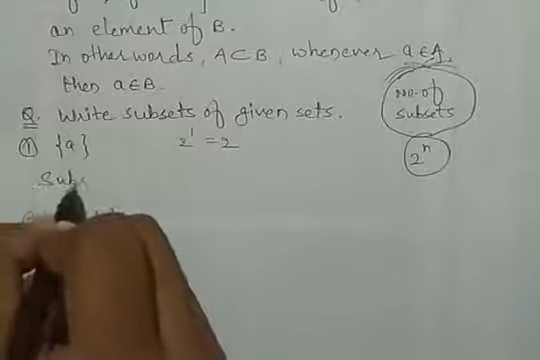 an element of B.
In other words, A⊂B, whenever a∈A,
then a∈B.
Q. Write subsets of given sets.
① {a} 2¹ = 2
No. of
subsets
2ⁿ
Subs